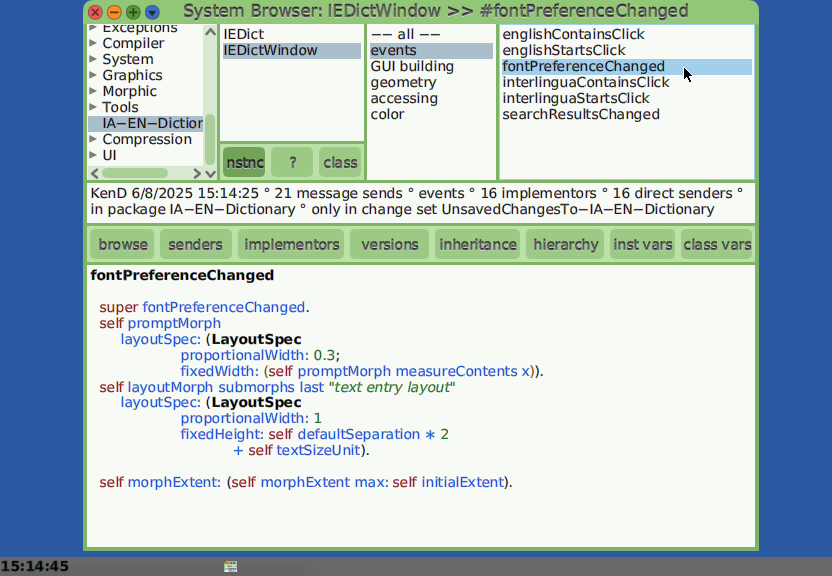 System Browser: IEDictWindow >> #fontPreferenceChanged
Exceptions
Compiler
System
Graphics
Morphic
Tools
IA−EN−Diction
Compression
UI
IEDict
IEDictWindow
nstnc
?
class
−− all −−
events
GUI building
geometry
accessing
color
englishContainsClick
englishStartsClick
fontPreferenceChanged
interlinguaContainsClick
interlinguaStartsClick
searchResultsChanged
KenD 6/8/2025 15:14:25 ° 21 message sends ° events ° 16 implementors ° 16 direct senders °
in package IA−EN−Dictionary ° only in change set UnsavedChangesTo−IA−EN−Dictionary
browse
senders
implementors
versions
inheritance
hierarchy
inst vars
class vars
fontPreferenceChanged
super fontPreferenceChanged.
self promptMorph
layoutSpec: (LayoutSpec
proportionalWidth: 0.3;
fixedWidth: (self promptMorph measureContents x)).
self layoutMorph submorphs last "text entry layout"
layoutSpec: (LayoutSpec
proportionalWidth: 1
fixedHeight: self defaultSeparation * 2
+ self textSizeUnit).
self morphExtent: (self morphExtent max: self initialExtent).
15:14:45